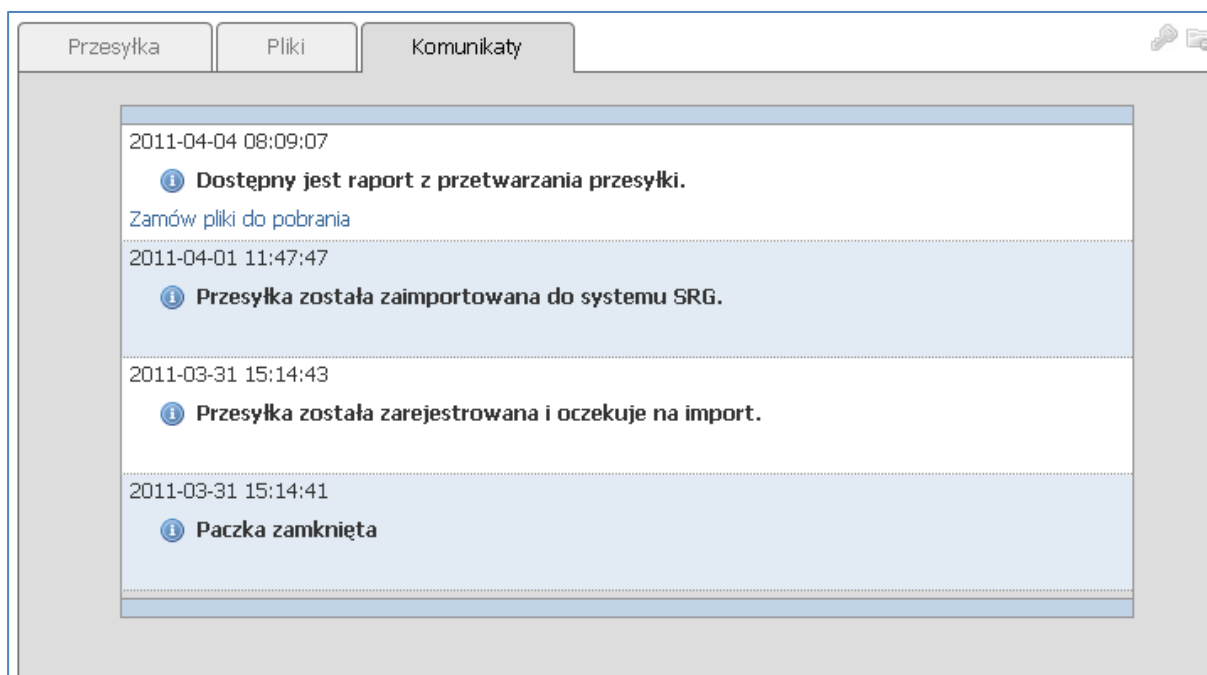 Przesyłka Pliki Komunikaty
2011-04-04 08:09:07
Dostępny jest raport z przetwarzania przesyłki.
Zamów pliki do pobrania
2011-04-01 11:47:47
Przesyłka została zaimportowana do systemu SRG.
2011-03-31 15:14:43
Przesyłka została zarejestrowana i oczekuje na import.
2011-03-31 15:14:41
Paczka zamknięta